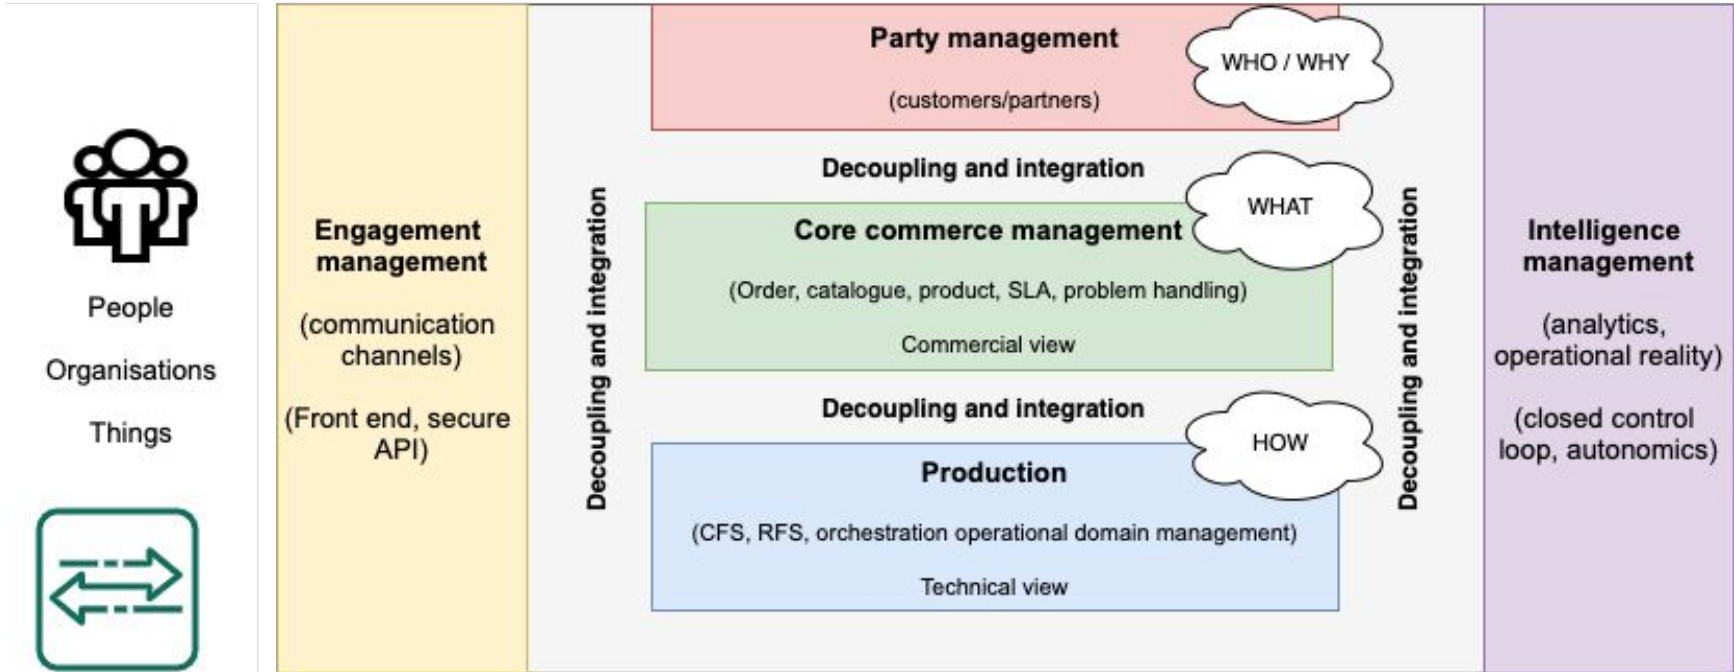 People
Organisations
Things
Engagement
management
(communication
channels)
(Front end, secure
API)
Decoupling and integration
Party management
(customers/partners)
WHO / WHY
Decoupling and integration
WHAT
Core commerce management
(Order, catalogue, product, SLA, problem handling)
Commercial view
Decoupling and integration
HOW
Production
(CFS, RFS, orchestration operational domain management)
Technical view
Decoupling and integration
Intelligence
management
(analytics,
operational reality)
(closed control
loop, autonomics)